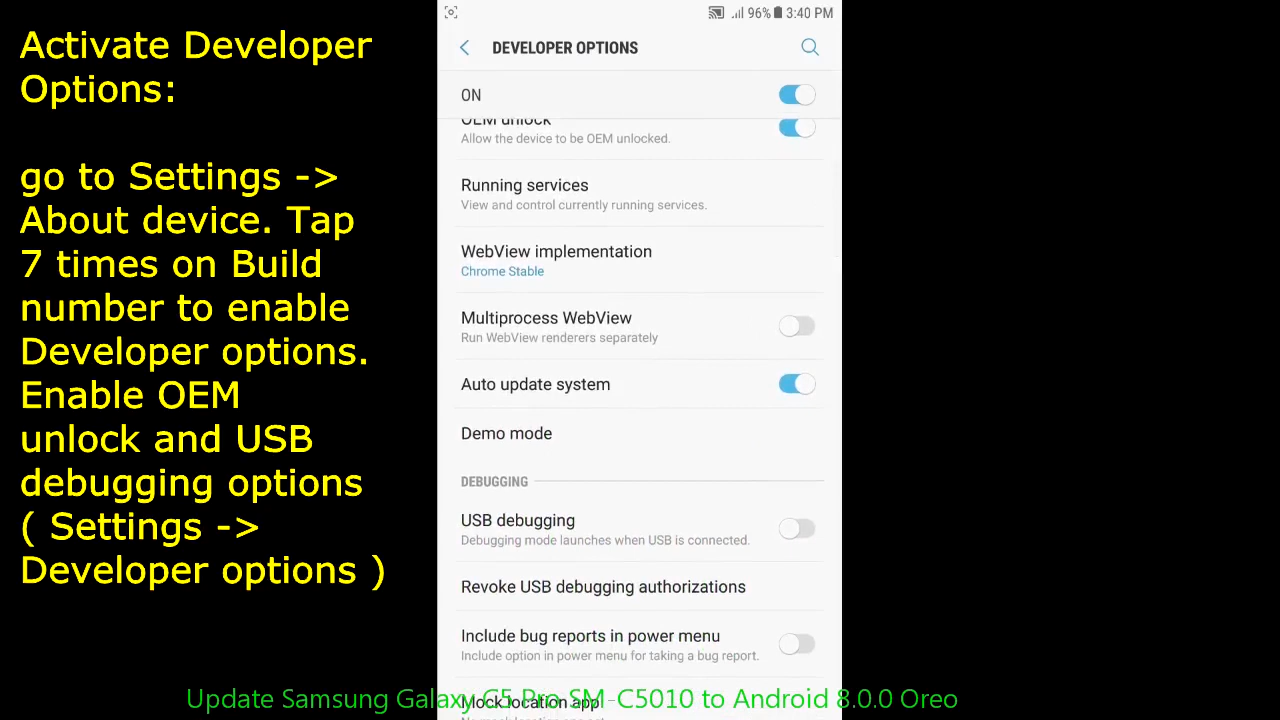 Activate Developer
Options:
go to Settings ->
About device. Tap
7 times on Build
number to enable
Developer options.
Enable OEM
unlock and USB
debugging options
( Settings ->
Developer options )
96% 3:40 PM
DEVELOPER OPTIONS
ON
OEM unlock
Allow the device to be OEM unlocked.
Running services
View and control currently running services.
WebView implementation
Chrome Stable
Multiprocess WebView
Run WebView renderers separately
Auto update system
Demo mode
DEBUGGING
USB debugging
Debugging mode launches when USB is connected.
Revoke USB debugging authorizations
Include bug reports in power menu
Include option in power menu for taking a bug report.
Mock location app
Update Samsung Galaxy C5 Pro SM-C5010 to Android 8.0.0 Oreo